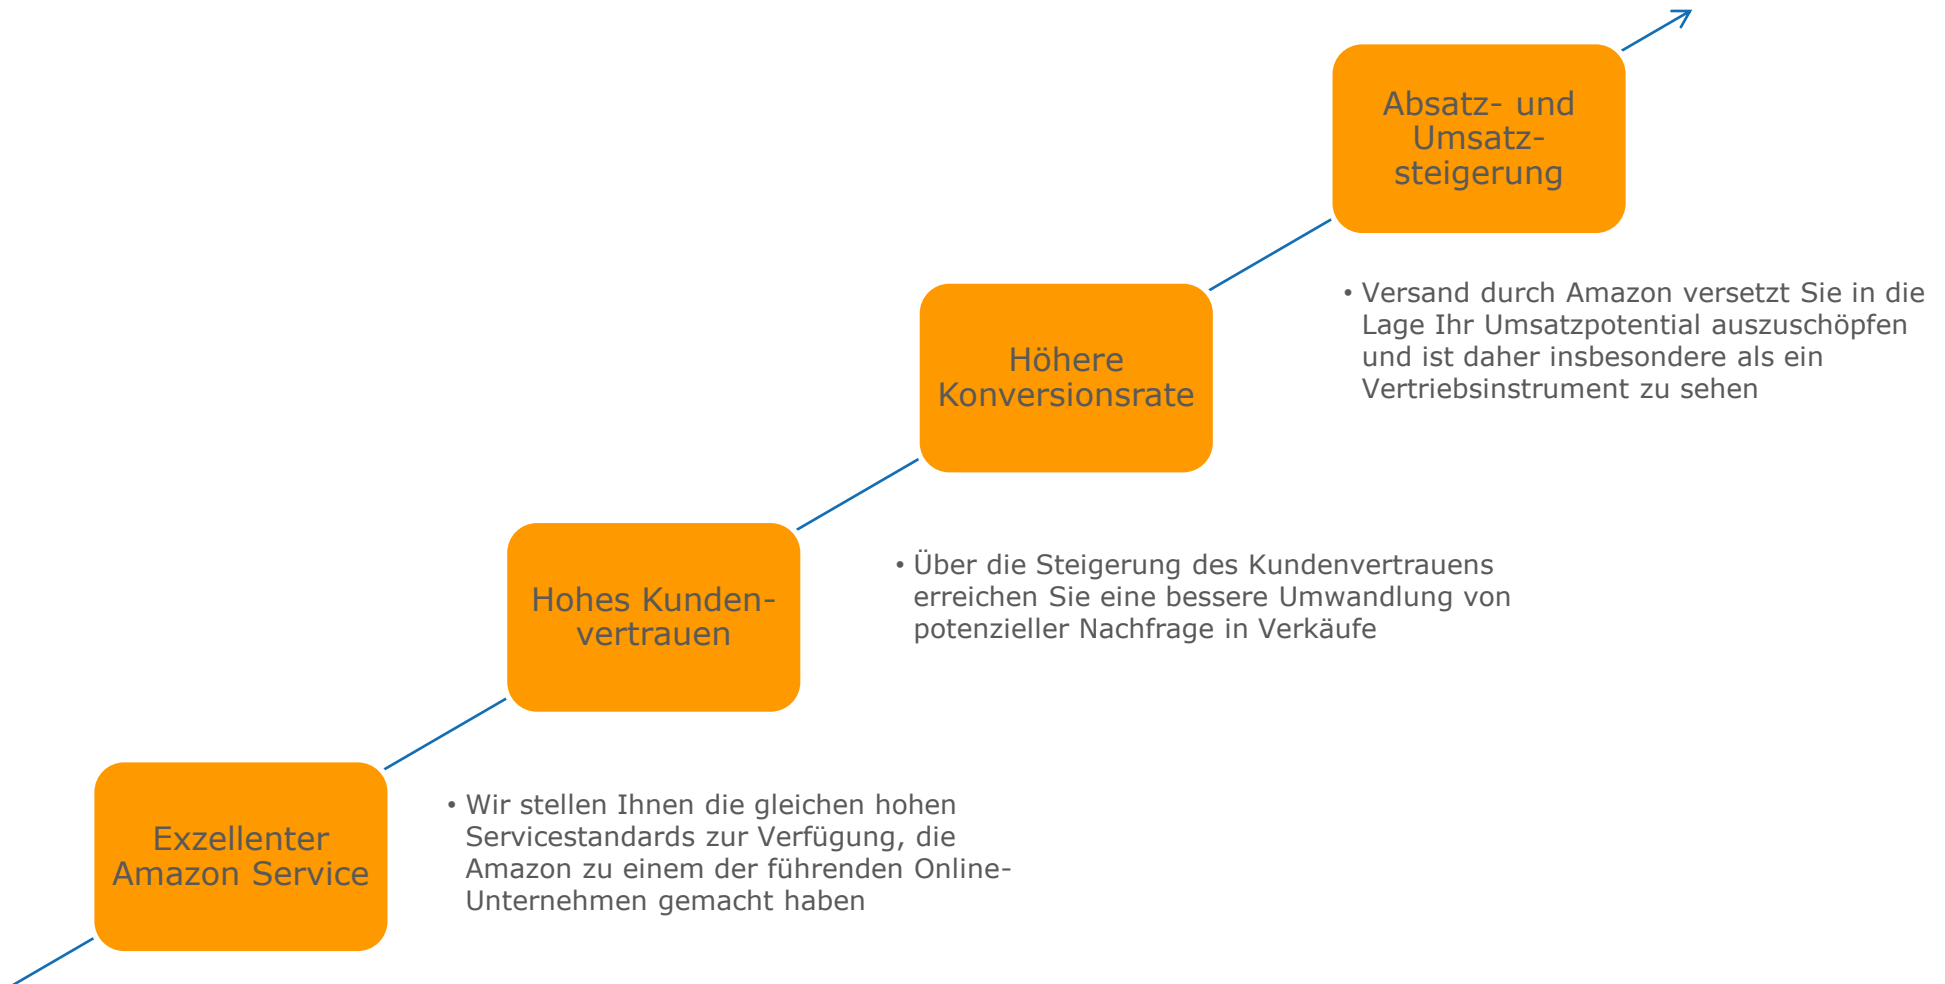 Absatz- und
Umsatz-
steigerung
• Versand durch Amazon versetzt Sie in die
Lage Ihr Umsatzpotential auszuschöpfen
und ist daher insbesondere als ein
Vertriebsinstrument zu sehen
Höhere
Konversionsrate
• Über die Steigerung des Kundenvertrauens
erreichen Sie eine bessere Umwandlung von
potenzieller Nachfrage in Verkäufe
Hohes Kunden-
vertrauen
• Wir stellen Ihnen die gleichen hohen
Servicestandards zur Verfügung, die
Amazon zu einem der führenden Online-
Unternehmen gemacht haben
Exzellenter
Amazon Service